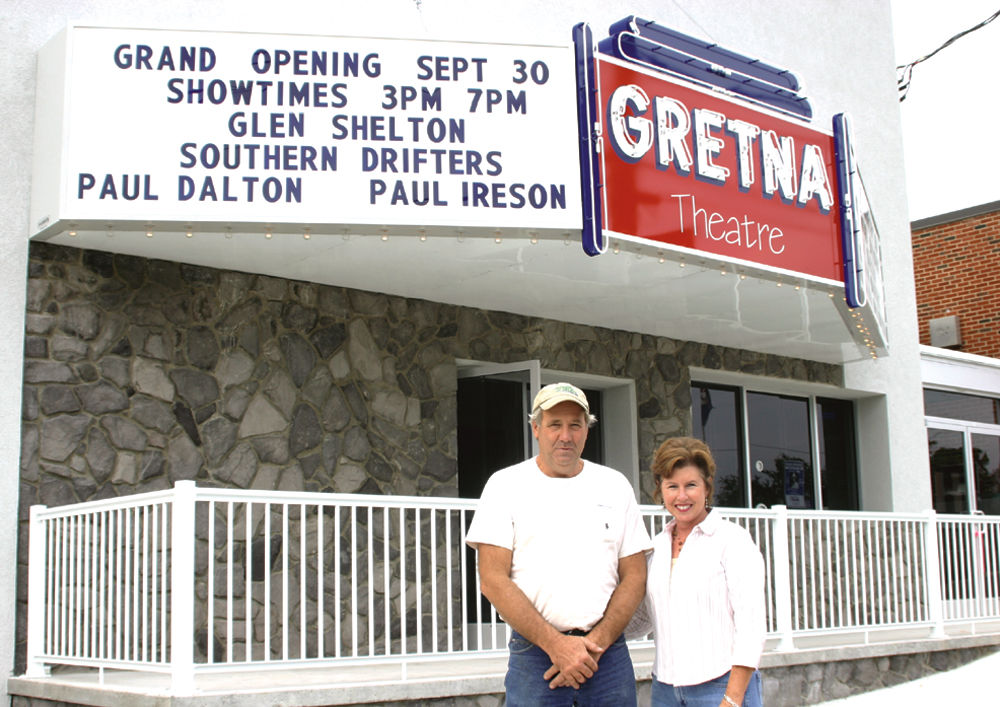 GRAND OPENING SEPT 30
SHOWTIMES 3PM 7PM
GLEN SHELTON
SOUTHERN DRIFTERS
PAUL DALTON PAUL IRESON
GRETNA
Theatre